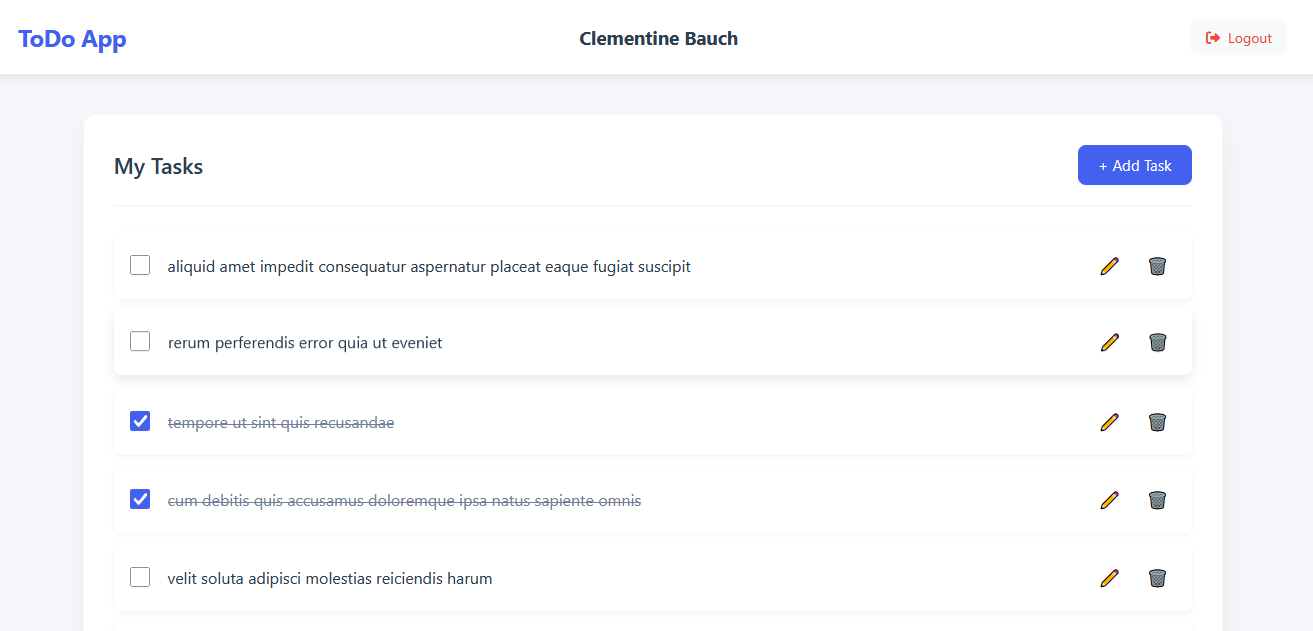 ToDo App
Clementine Bauch
Logout
My Tasks
+ Add Task
aliquid amet impedit consequatur aspernatur placeat eaque fugiat suscipit
rerum perferendis error quia ut eveniet
tempore ut sint quis recusandae
cum debitis quis accusamus doloremque ipsa natus sapiente omnis
velit soluta adipisci molestias reiciendis harum